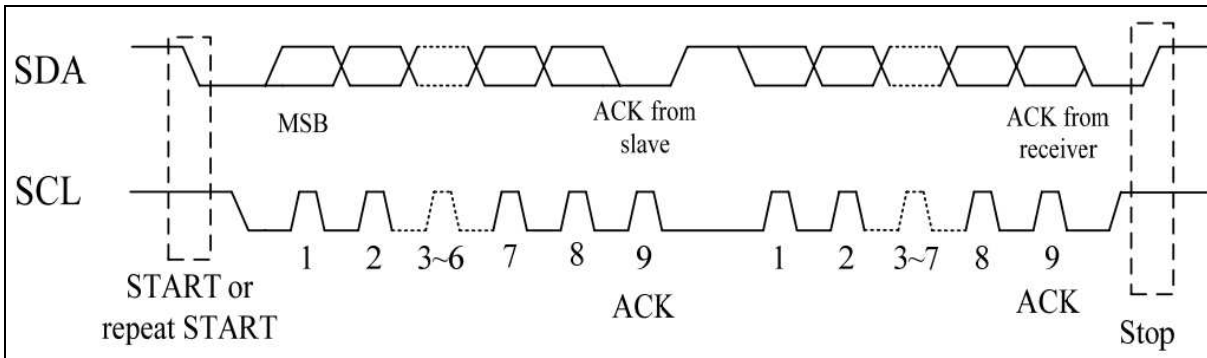 SDA
MSB
ACK from
slave
ACK from
receiver
SCL
1 2 3~6 7 8 9 1 2 3~7 8 9
START or
repeat START
ACK
ACK
Stop